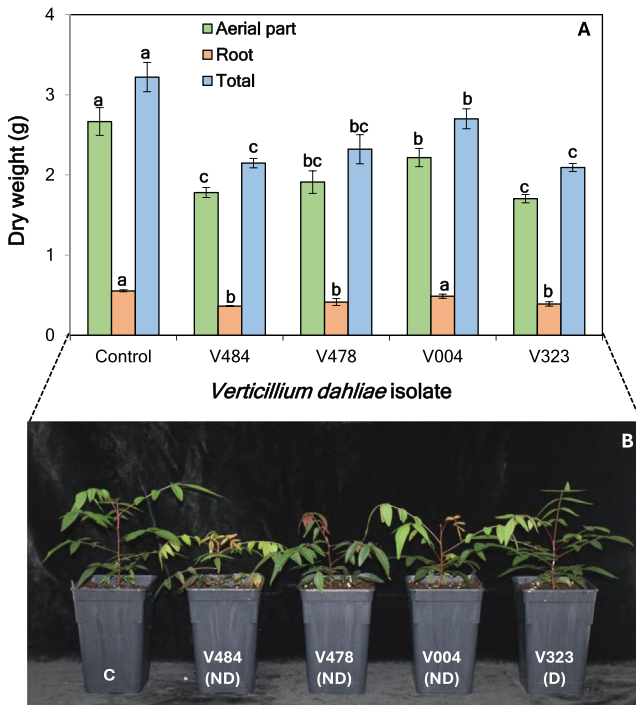 4
3
2
1
0
Dry weight (g)
Aerial part
Root
Total
A
a
a
a
c
b
c
bc
b
bc
b
a
b
c
b
c
Control V484 V478 V004 V323
Verticillium dahliae isolate
B
C
V484
(ND)
V478
(ND)
V004
(ND)
V323
(D)